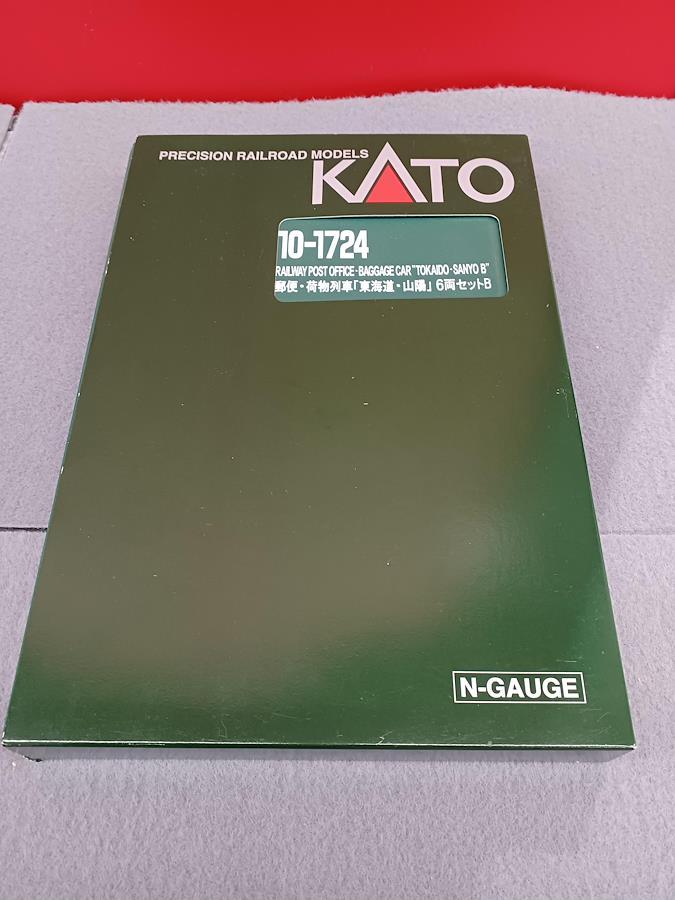 PRECISION RAILROAD MODELS
KATO
10-1724
RAILWAY POST OFFICE・BAGGAGE CAR "TOKAIDO・SANYO B"
郵便・荷物列車「東海道・山陽」6両セットB
N-GAUGE